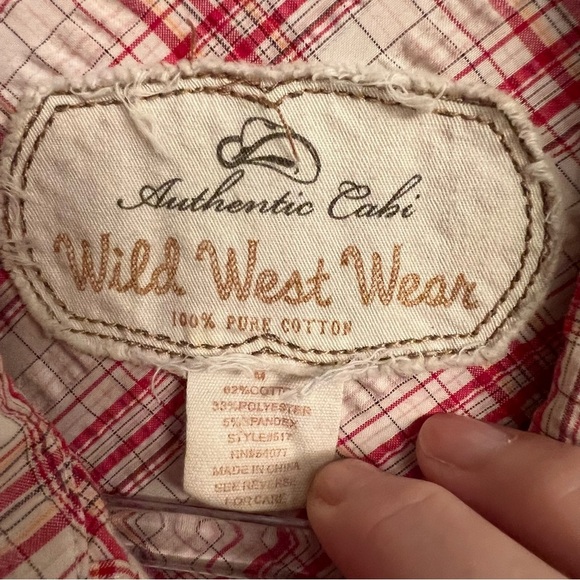 Authentic Cabi
Wild West Wear
100% PURE COTTON
M
62%COTTON
33%POLYESTER
5%SPANDEX
STYLE#517
RN#54077
MADE IN CHINA
SEE REVERSE
FOR CARE